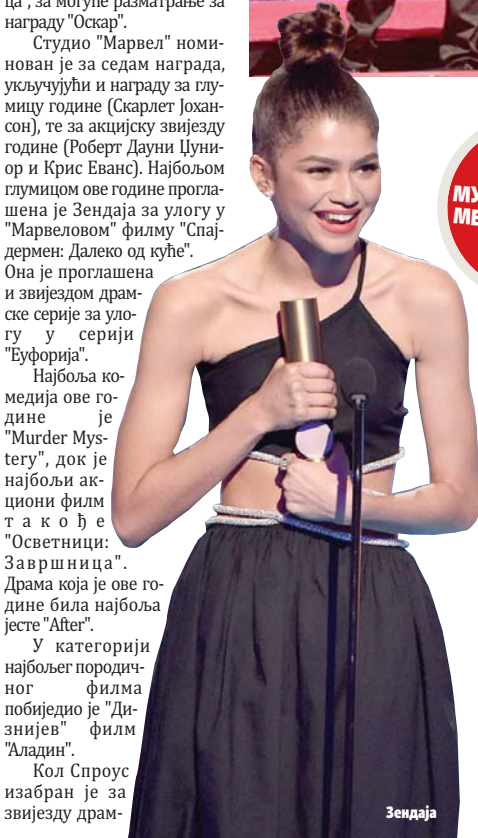 ца", за могуће разматрање за
награду "Оскар".
Студио "Марвел" номи-
нован је за седам награда,
укључујући и награду за глу-
мицу године (Скарлет Јохан-
сон), те за акцијску звијезду
године (Роберт Дауни Џуни-
ор и Крис Еванс). Најбољом
глумицом ове године прогла-
шена је Зендаја за улогу у
"Марвеловом" филму "Спај-
дермен: Далеко од куће".
Она је проглашена
и звијездом драм-
ске серије за уло-
гу у серији
"Еуфорија".
Најбоља ко-
медија ове го-
дине је
"Murder Mys-
tery", док је
најбољи ак-
циони филм
такође
"Осветници:
Завршница".
Драма која је ове го-
дине била најбоља
јесте "After".
У категорији
најбољег породич-
ног филма
побиједио је "Ди-
знијев" филм
"Аладин".
Кол Спроус
изабран је за
звијезду драм-
МУ
МЕ
Зендаја